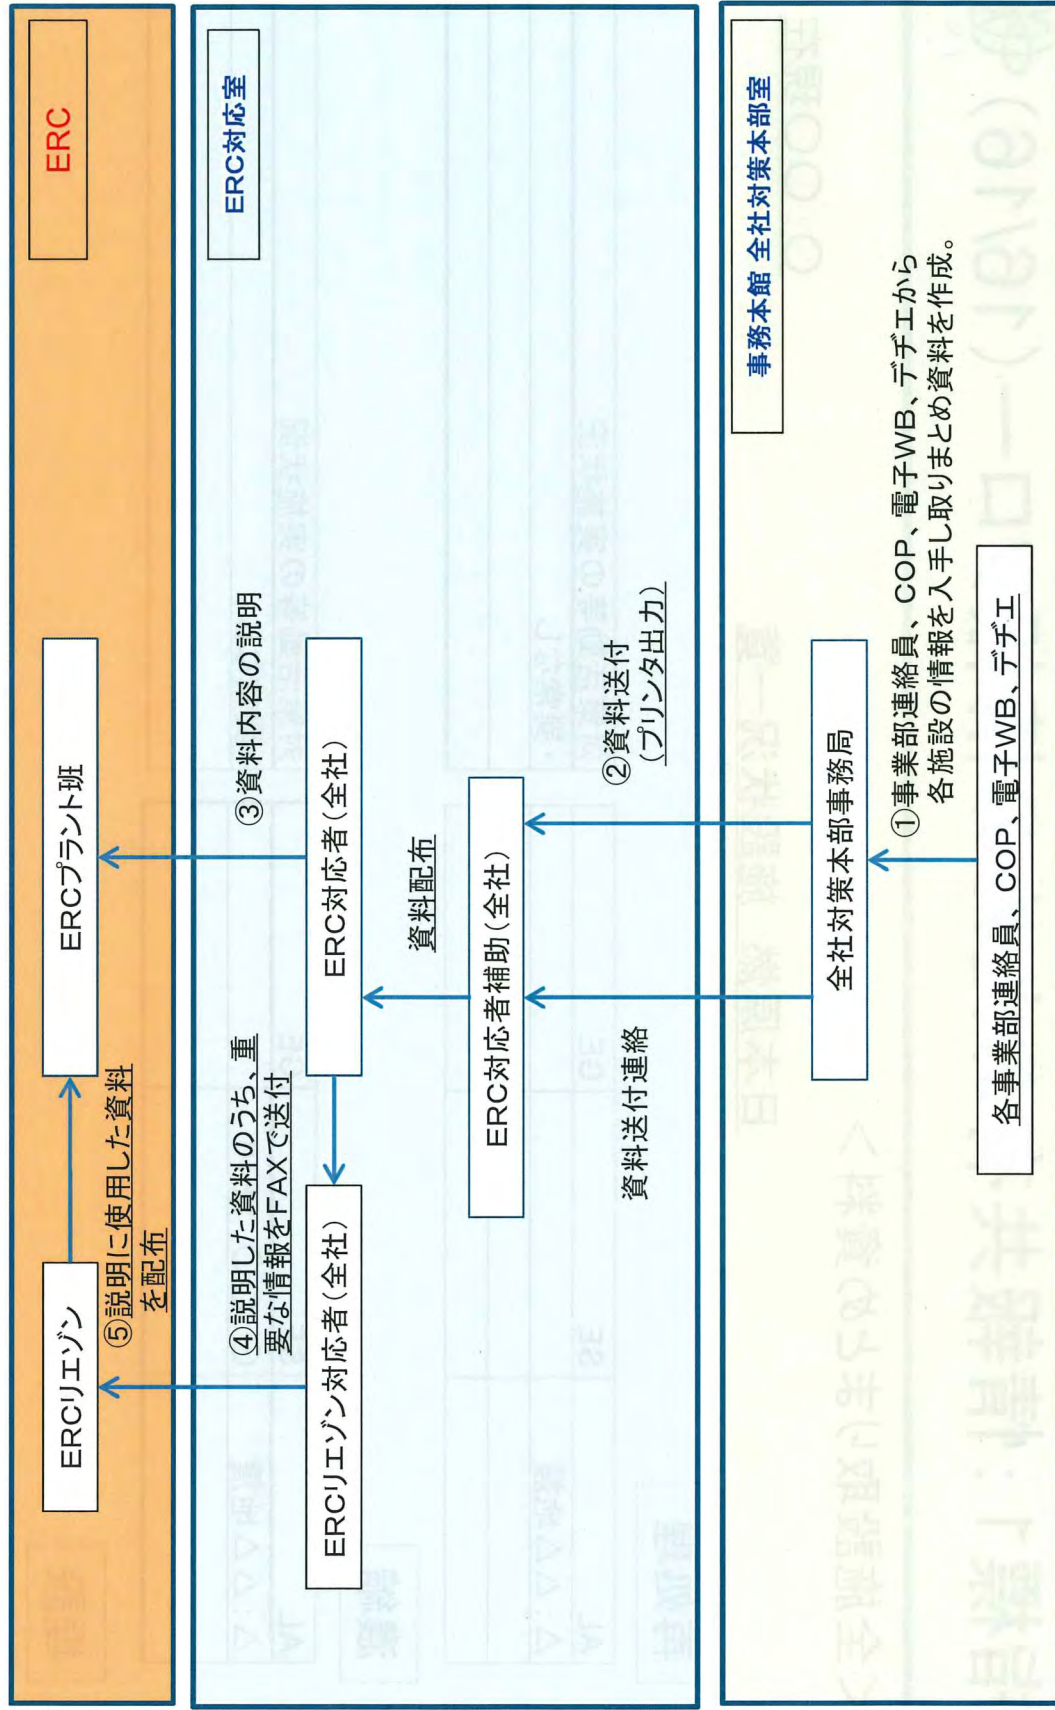 ERC
ERCリエゾン
ERCプラント班
⑤説明に使用した資料
を配布
ERC対応室
④説明した資料のうち、重
要な情報をFAXで送付
③資料内容の説明
ERCリエゾン対応者(全社)
ERC対応者(全社)
資料配布
ERC対応者補助(全社)
資料送付連絡
②資料送付
(プリンタ出力)
事務本館 全社対策本部室
全社対策本部事務局
①事業部連絡員、COP、電子WB、デヂエから
各施設の情報を入手し取りまとめ資料を作成。
各事業部連絡員、COP、電子WB、デヂエ